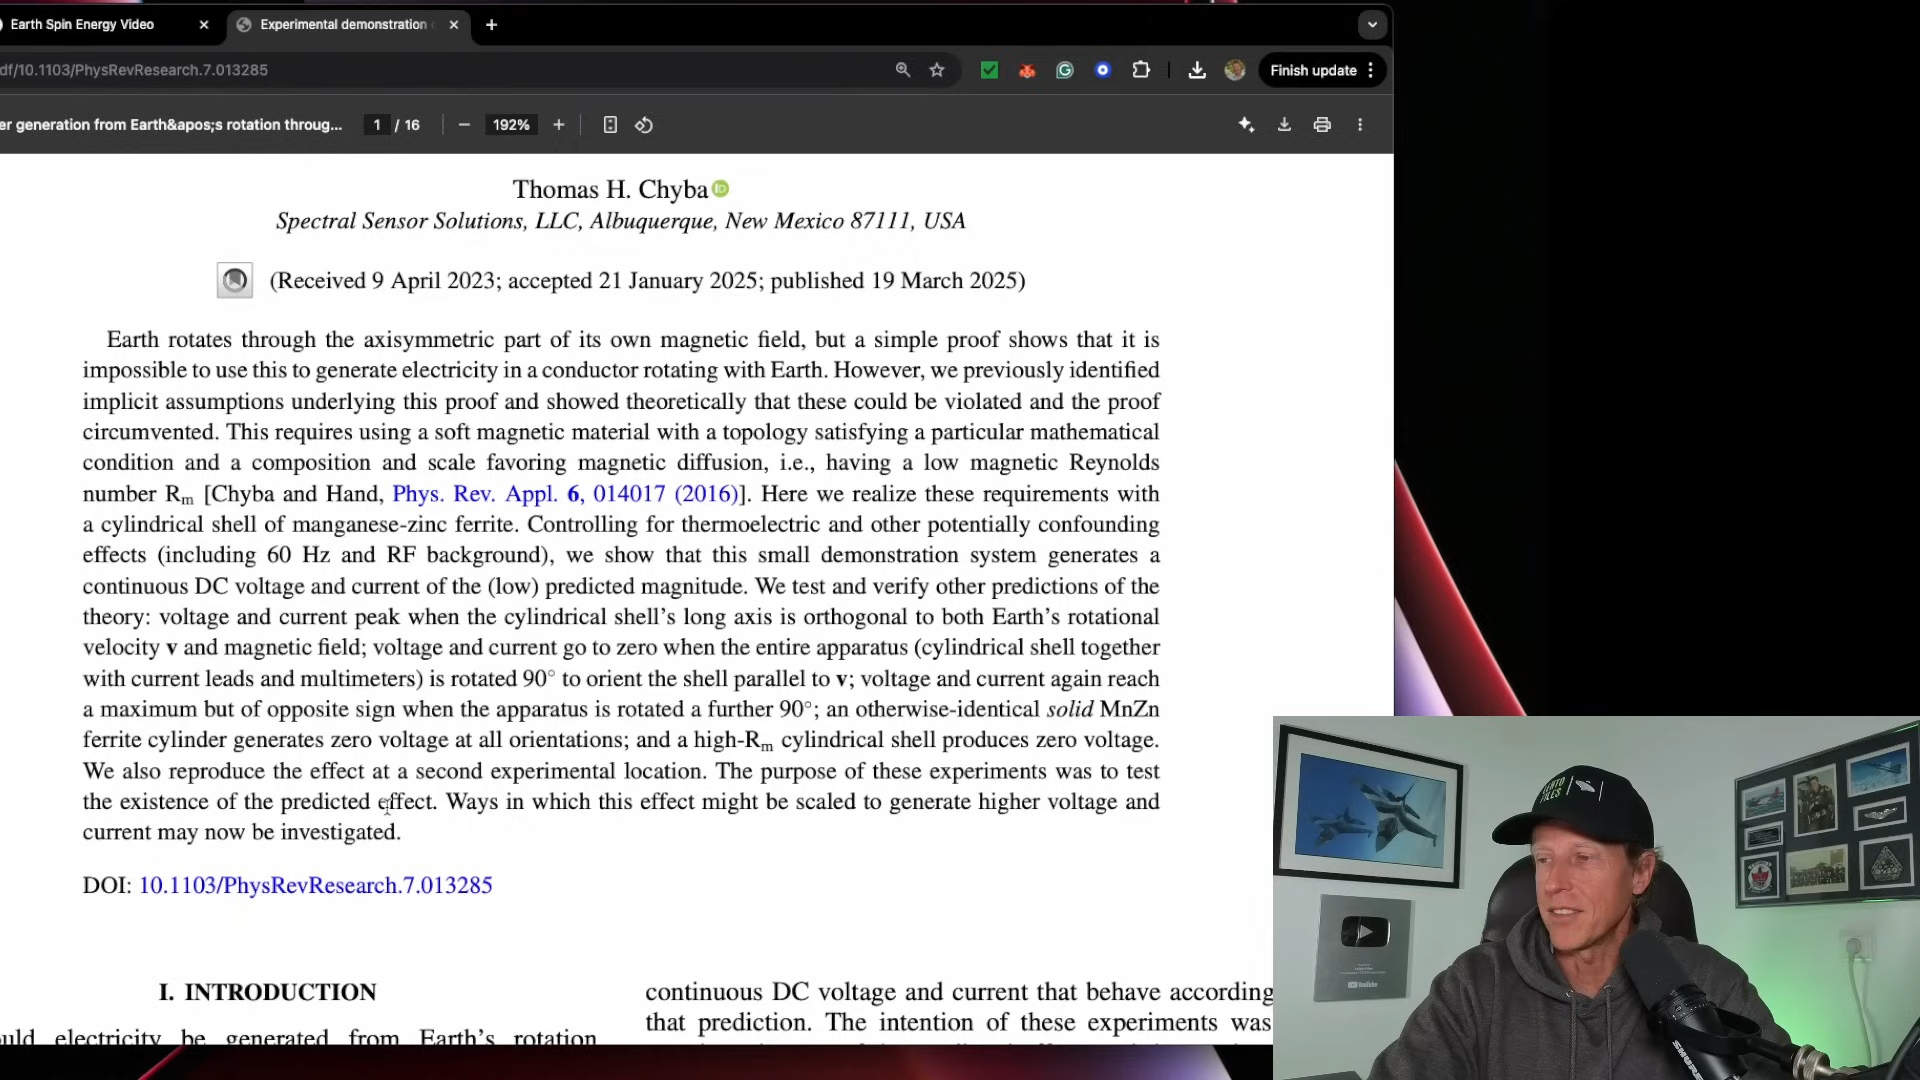 Earth Spin Energy Video
Experimental demonstration
df/10.1103/PhysRevResearch.7.013285
Finish update
er generation from Earth&apos;s rotation throug...
1 / 16
192%
Thomas H. Chyba
Spectral Sensor Solutions, LLC, Albuquerque, New Mexico 87111, USA
(Received 9 April 2023; accepted 21 January 2025; published 19 March 2025)
Earth rotates through the axisymmetric part of its own magnetic field, but a simple proof shows that it is
impossible to use this to generate electricity in a conductor rotating with Earth. However, we previously identified
implicit assumptions underlying this proof and showed theoretically that these could be violated and the proof
circumvented. This requires using a soft magnetic material with a topology satisfying a particular mathematical
condition and a composition and scale favoring magnetic diffusion, i.e., having a low magnetic Reynolds
number Rm [Chyba and Hand, Phys. Rev. Appl. 6, 014017 (2016)]. Here we realize these requirements with
a cylindrical shell of manganese-zinc ferrite. Controlling for thermoelectric and other potentially confounding
effects (including 60 Hz and RF background), we show that this small demonstration system generates a
continuous DC voltage and current of the (low) predicted magnitude. We test and verify other predictions of the
theory: voltage and current peak when the cylindrical shell's long axis is orthogonal to both Earth's rotational
velocity v and magnetic field; voltage and current go to zero when the entire apparatus (cylindrical shell together
with current leads and multimeters) is rotated 90° to orient the shell parallel to v; voltage and current again reach
a maximum but of opposite sign when the apparatus is rotated a further 90°; an otherwise-identical solid MnZn
ferrite cylinder generates zero voltage at all orientations; and a high-Rm cylindrical shell produces zero voltage.
We also reproduce the effect at a second experimental location. The purpose of these experiments was to test
the existence of the predicted effect. Ways in which this effect might be scaled to generate higher voltage and
current may now be investigated.
DOI: 10.1103/PhysRevResearch.7.013285
I. INTRODUCTION
uld electricity be generated from Earth's rotation
continuous DC voltage and current that behave according
that prediction. The intention of these experiments was
YouTube
SHURE